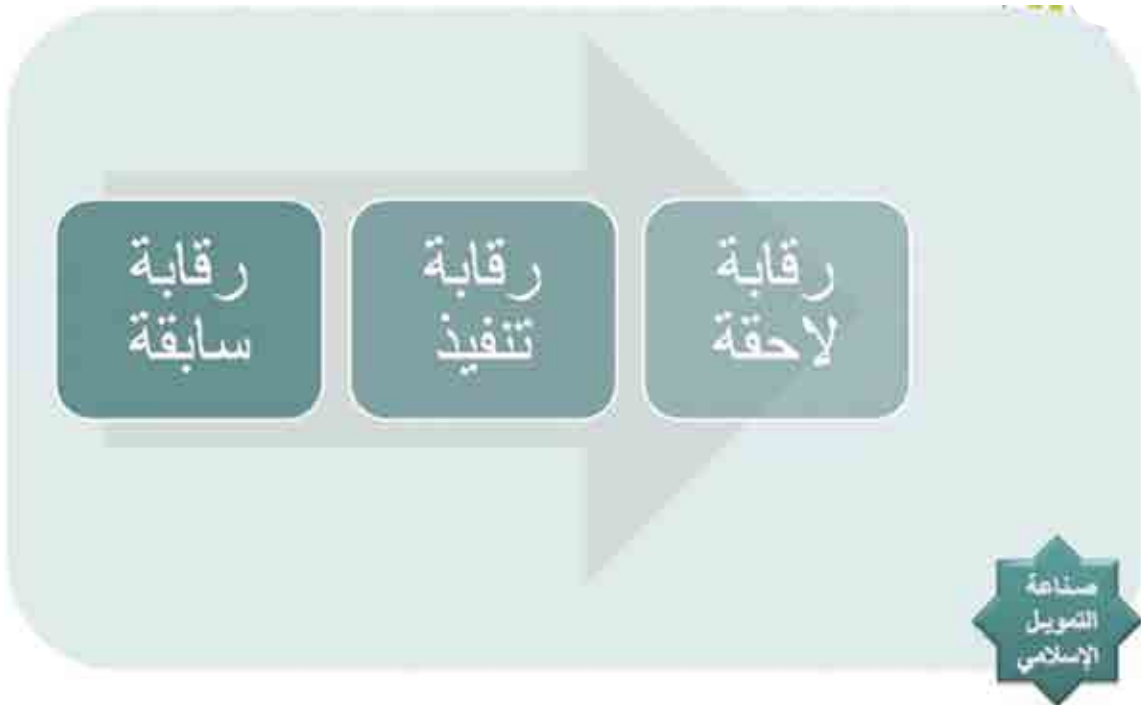 رقابة
سابقة
رقابة
تنفيذ
رقابة
لاحقة
صناعة
التمويل
الإسلامي